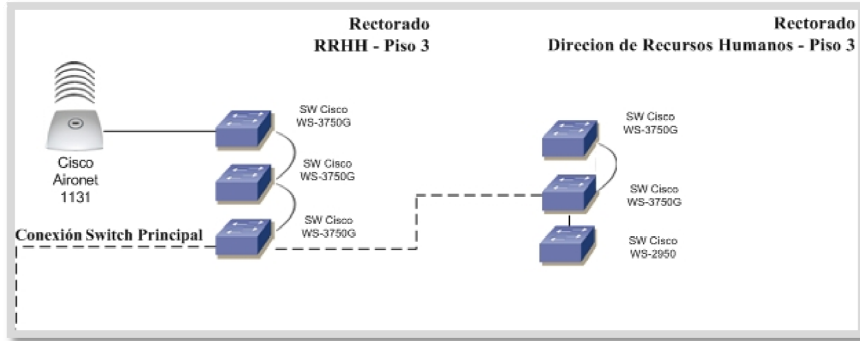 Rectorado
RRHH - Piso 3
Rectorado
Direcion de Recursos Humanos - Piso 3
SW Cisco
WS-3750G
SW Cisco
WS-3750G
Cisco
Aironet
1131
SW Cisco
WS-3750G
SW Cisco
WS-3750G
SW Cisco
WS-3750G
Conexión Switch Principal
SW Cisco
WS-2950